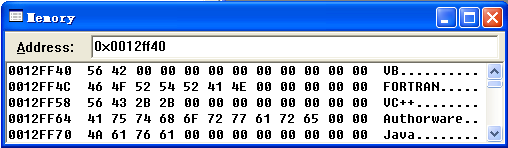 Memory
Address: 0x0012ff40
0012FF40 56 42 00 00 00 00 00 00 00 00 00 00 VB..........
0012FF4C 46 4F 52 54 52 41 4E 00 00 00 00 00 FORTRAN.....
0012FF58 56 43 2B 2B 00 00 00 00 00 00 00 00 VC++........
0012FF64 41 75 74 68 6F 72 77 61 72 65 00 00 Authorware..
0012FF70 4A 61 76 61 00 00 00 00 00 00 00 00 Java........